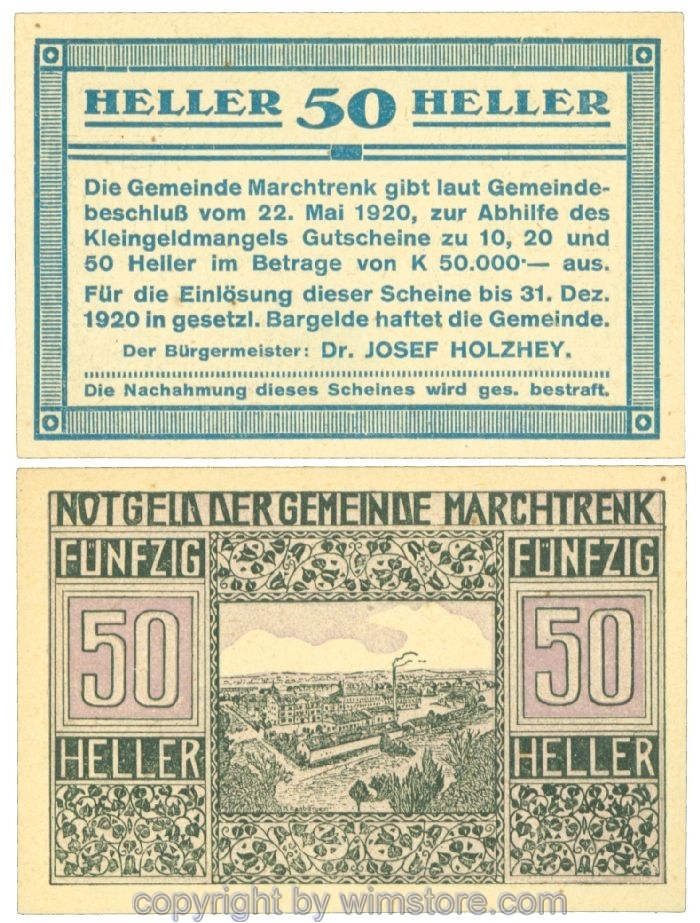 HELLER 50 HELLER
Die Gemeinde Marchtrenk gibt laut Gemeinde-
beschluß vom 22. Mai 1920, zur Abhilfe des
Kleingeldmangels Gutscheine zu 10, 20 und
50 Heller im Betrage von K 50.000·— aus.
Für die Einlösung dieser Scheine bis 31. Dez.
1920 in gesetzl. Bargelde haftet die Gemeinde.
Der Bürgermeister: Dr. JOSEF HOLZHEY.
Die Nachahmung dieses Scheines wird ges. bestraft.
NOTGELD DER GEMEINDE MARCHTRENK
FÜNFZIG FÜNFZIG
50 50
HELLER HELLER
copyright by wimstore.com